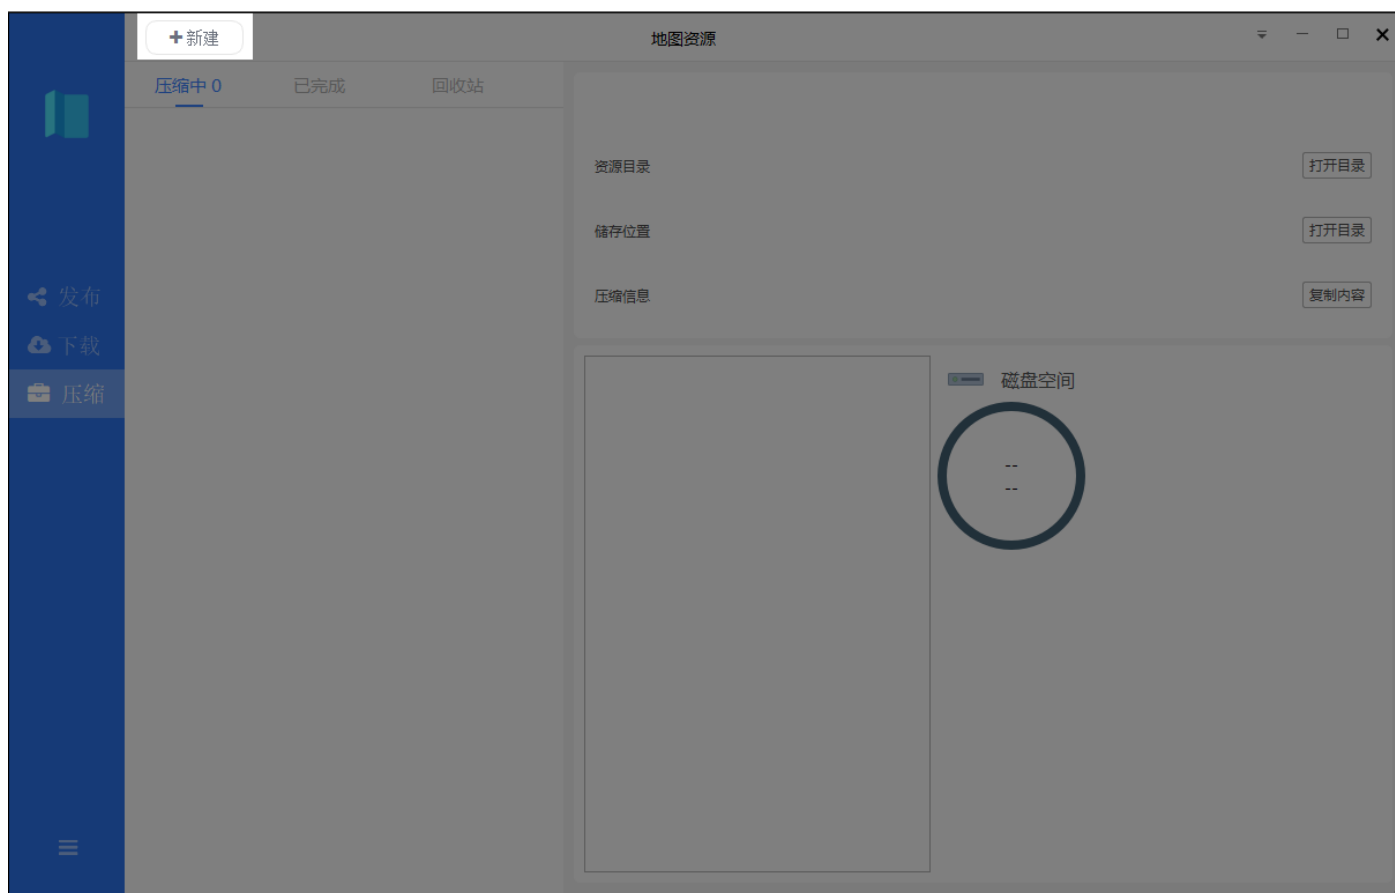 新建
地图资源
压缩中 0
已完成
回收站
资源目录
打开目录
储存位置
打开目录
发布
压缩信息
复制内容
下载
压缩
磁盘空间
--
--